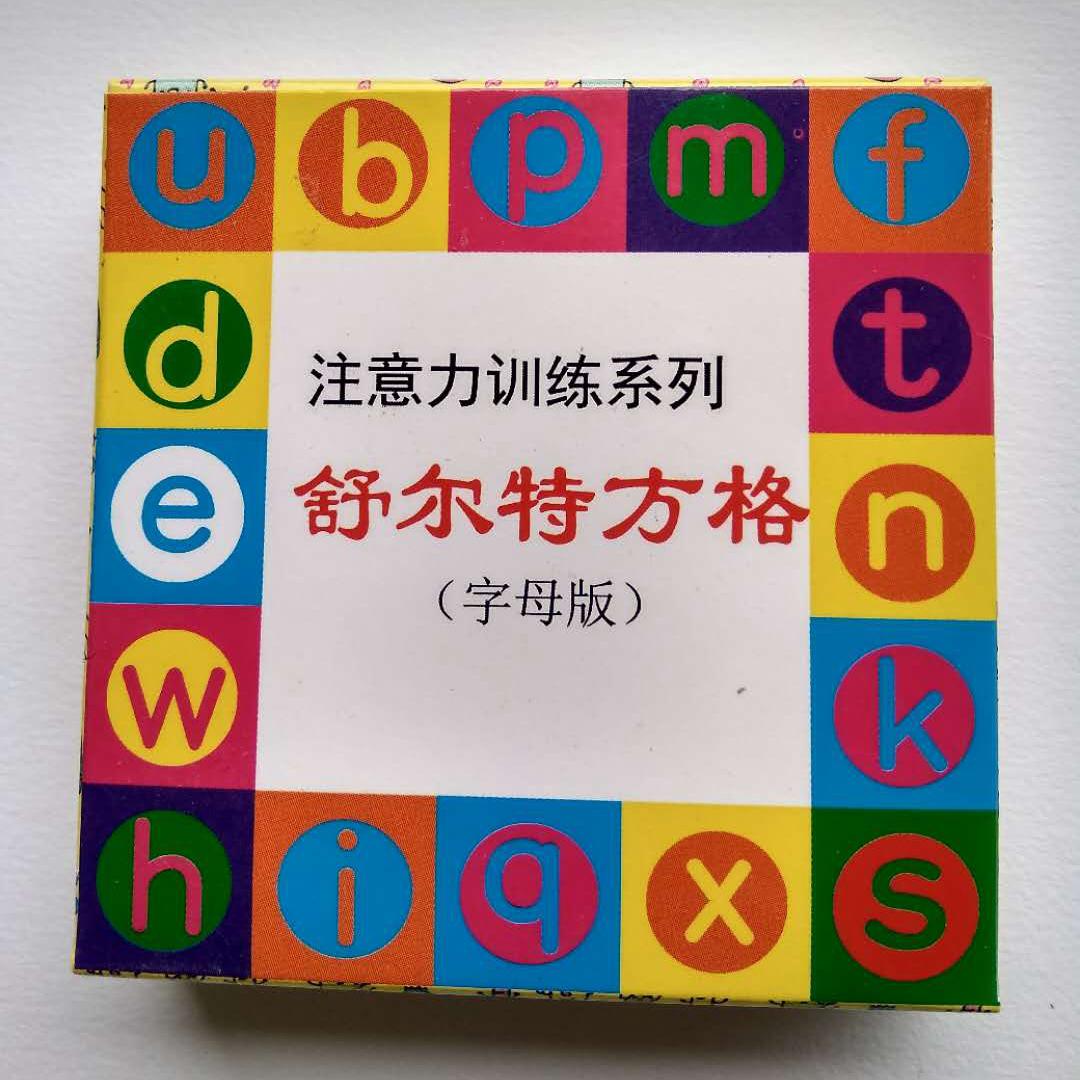 u b p m f
d t
注意力训练系列
e n
舒尔特方格
（字母版）
w k
h i q x s